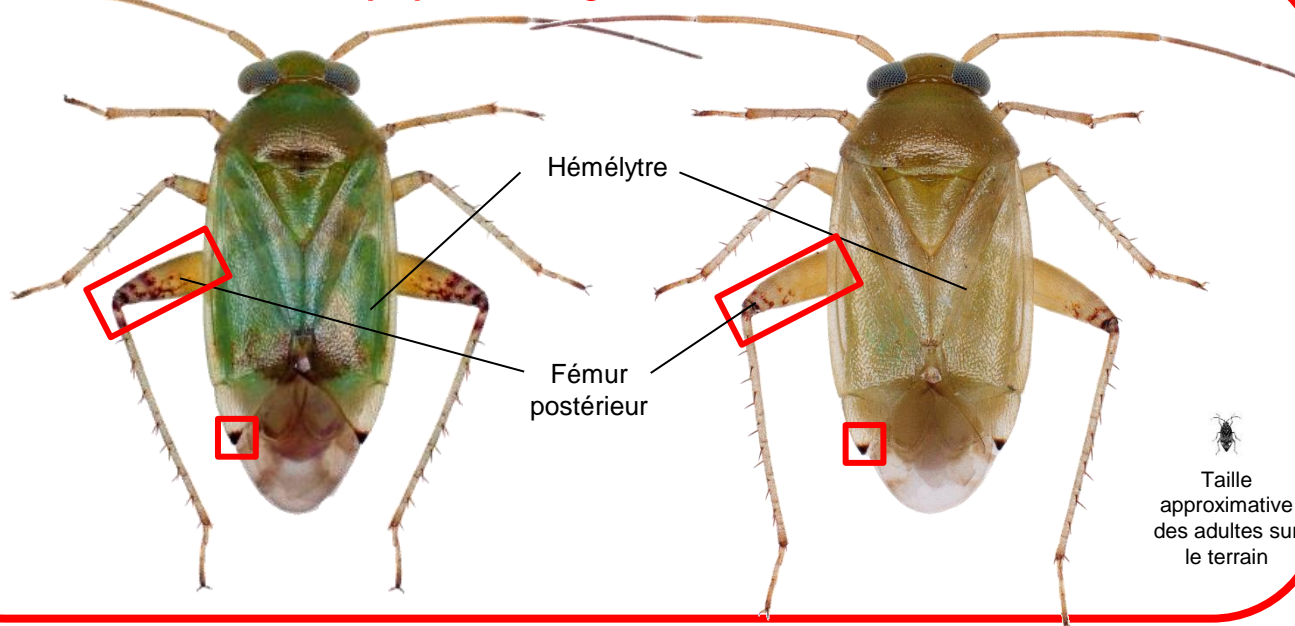 Hémélytre
Fémur
postérieur
Taille
approximative
des adultes sur
le terrain